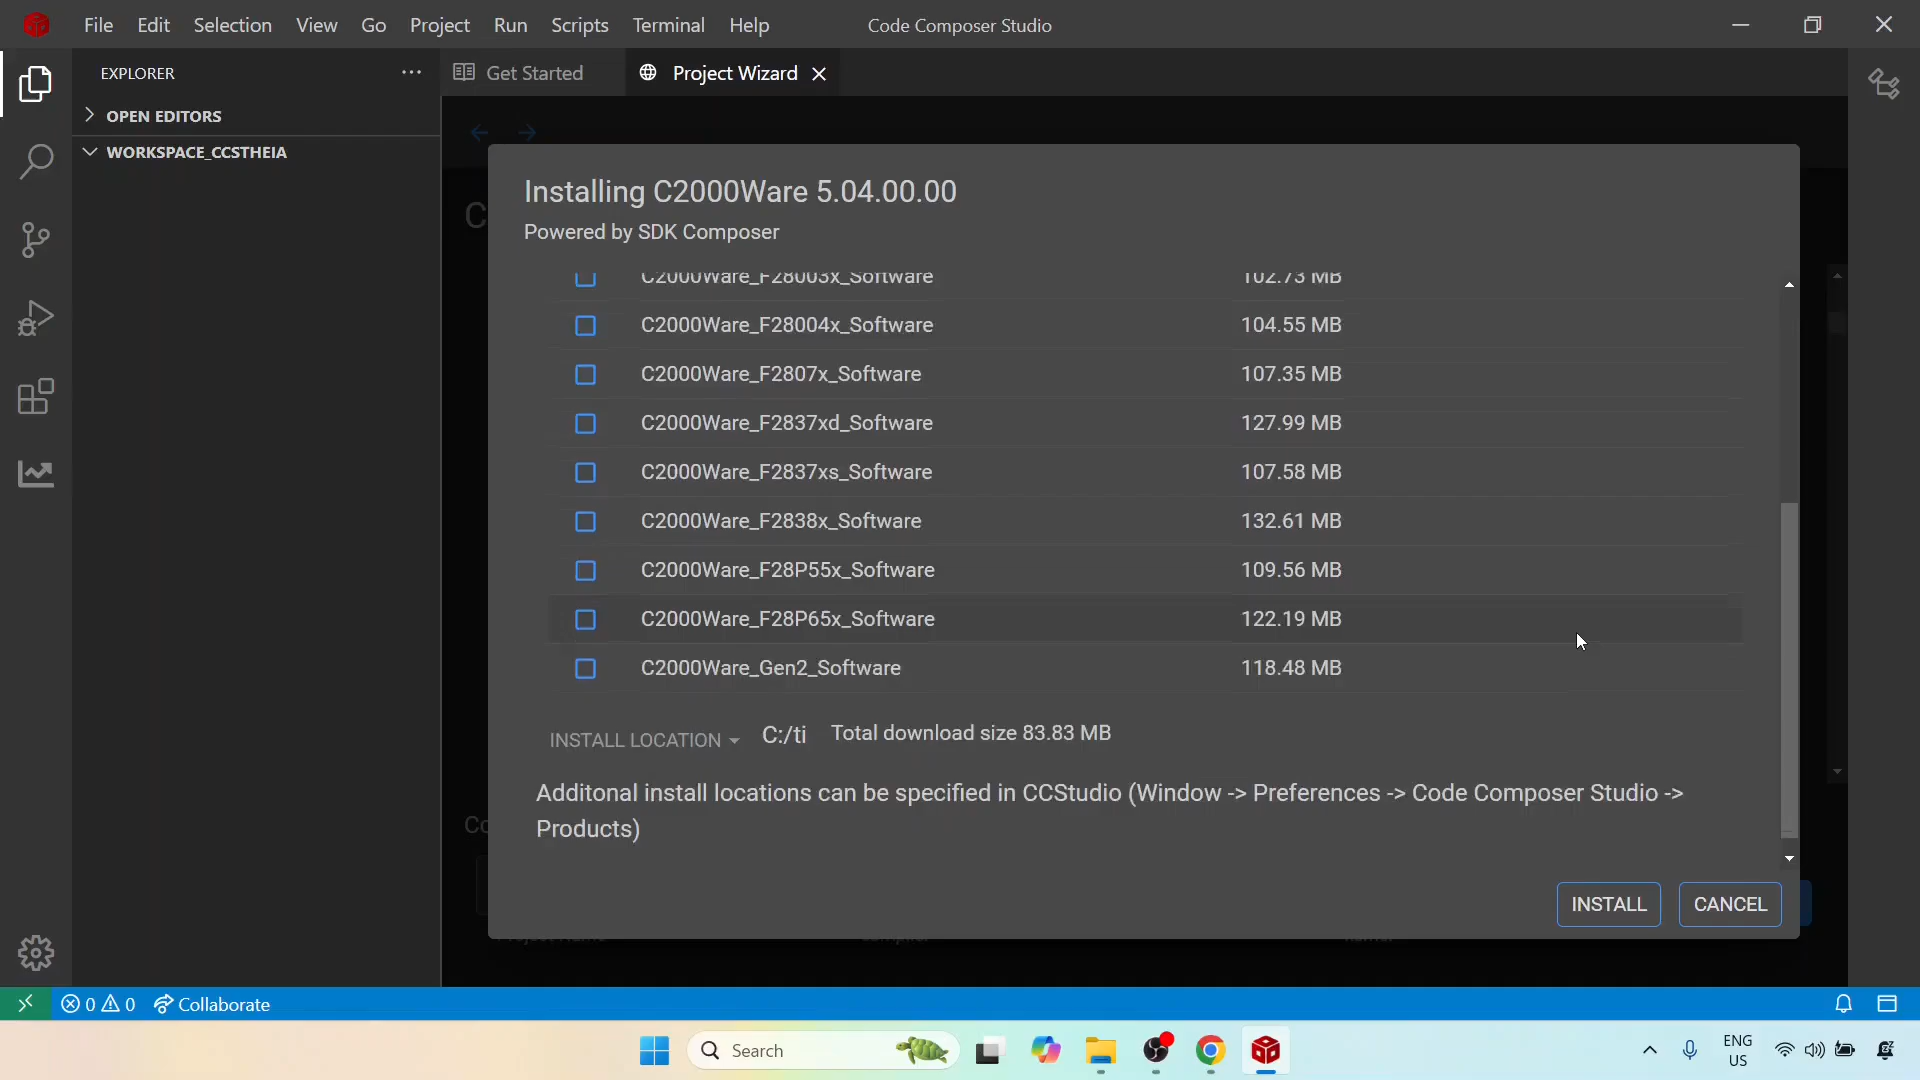 File Edit Selection View Go Project Run Scripts Terminal Help
Code Composer Studio
EXPLORER
OPEN EDITORS
WORKSPACE_CCSTHEIA
Get Started
Project Wizard
Installing C2000Ware 5.04.00.00
Powered by SDK Composer
C2000Ware_F28003x_Software 102.73 MB
C2000Ware_F28004x_Software 104.55 MB
C2000Ware_F2807x_Software 107.35 MB
C2000Ware_F2837xd_Software 127.99 MB
C2000Ware_F2837xs_Software 107.58 MB
C2000Ware_F2838x_Software 132.61 MB
C2000Ware_F28P55x_Software 109.56 MB
C2000Ware_F28P65x_Software 122.19 MB
C2000Ware_Gen2_Software 118.48 MB
INSTALL LOCATION C:/ti Total download size 83.83 MB
Additonal install locations can be specified in CCStudio (Window -> Preferences -> Code Composer Studio ->
Products)
INSTALL CANCEL
0 0 Collaborate
Search
ENG
US